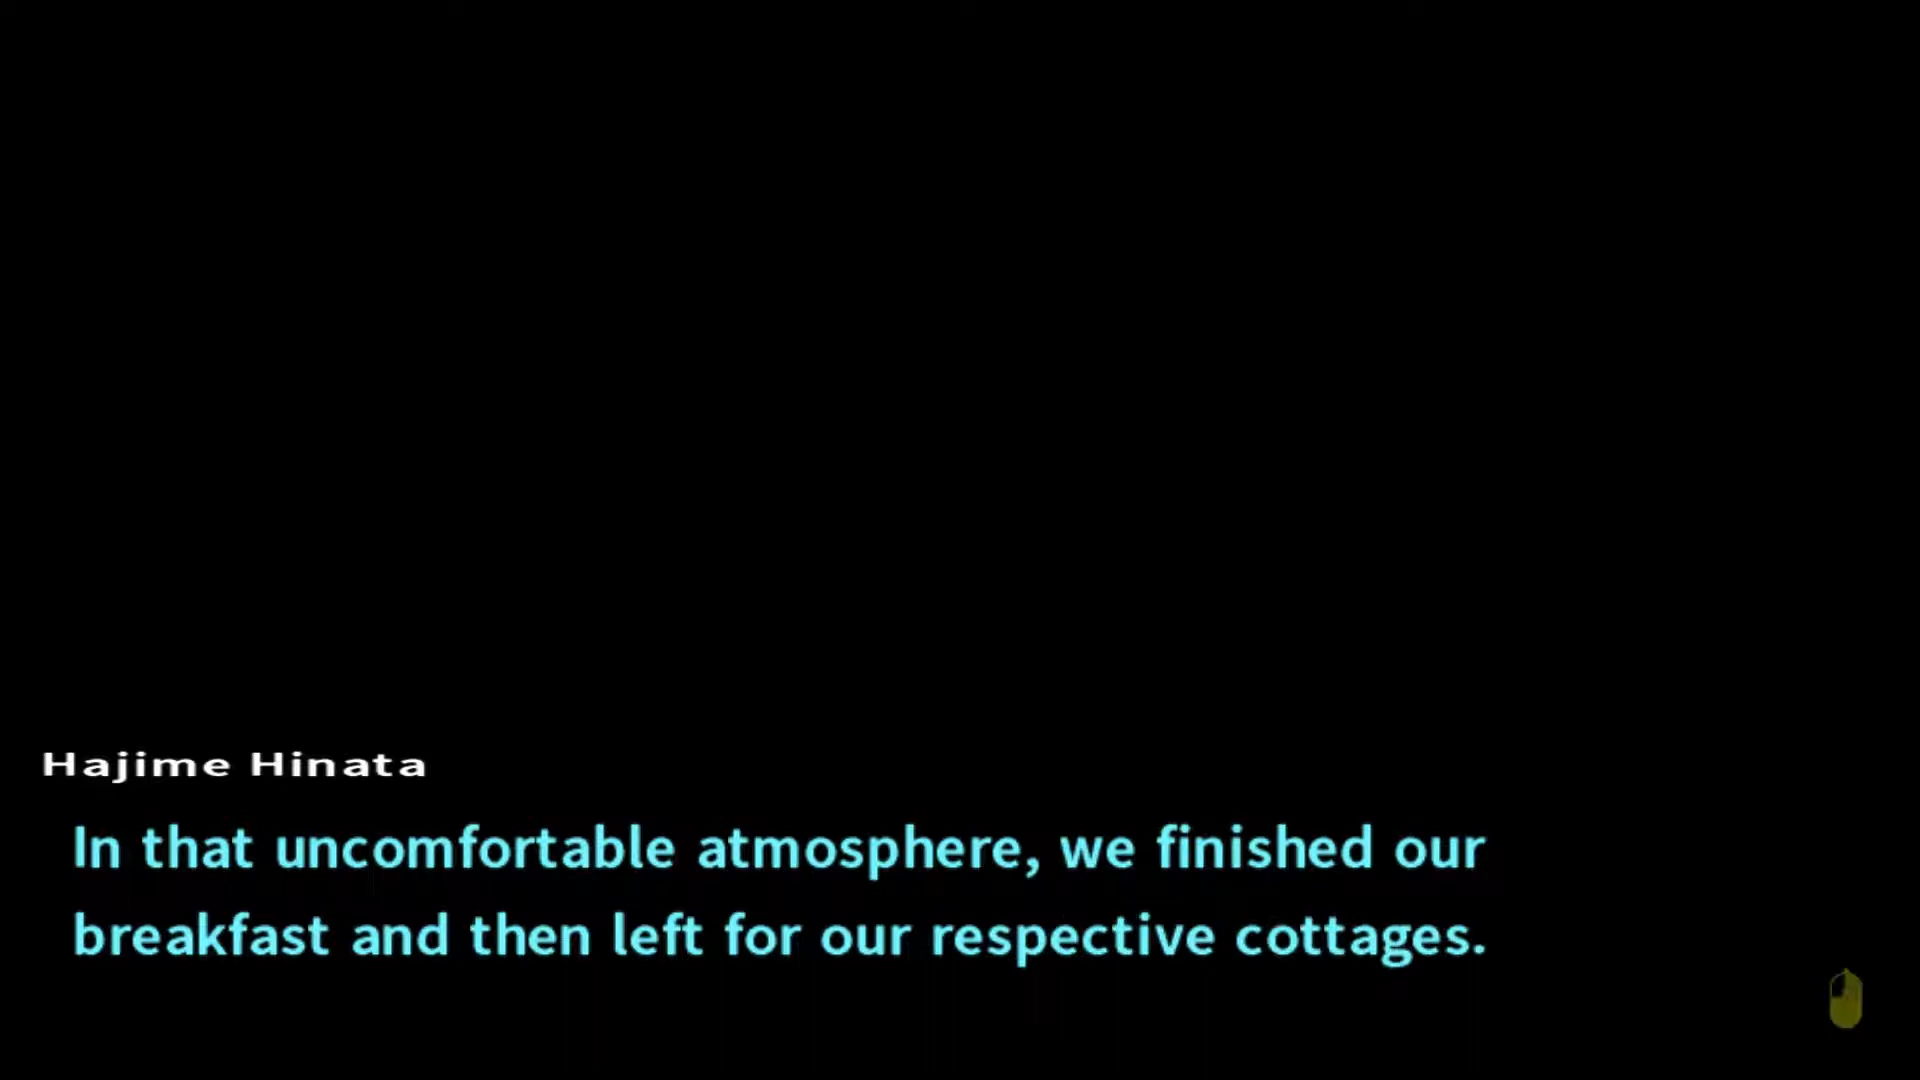 Hajime Hinata
In that uncomfortable atmosphere, we finished our
breakfast and then left for our respective cottages.